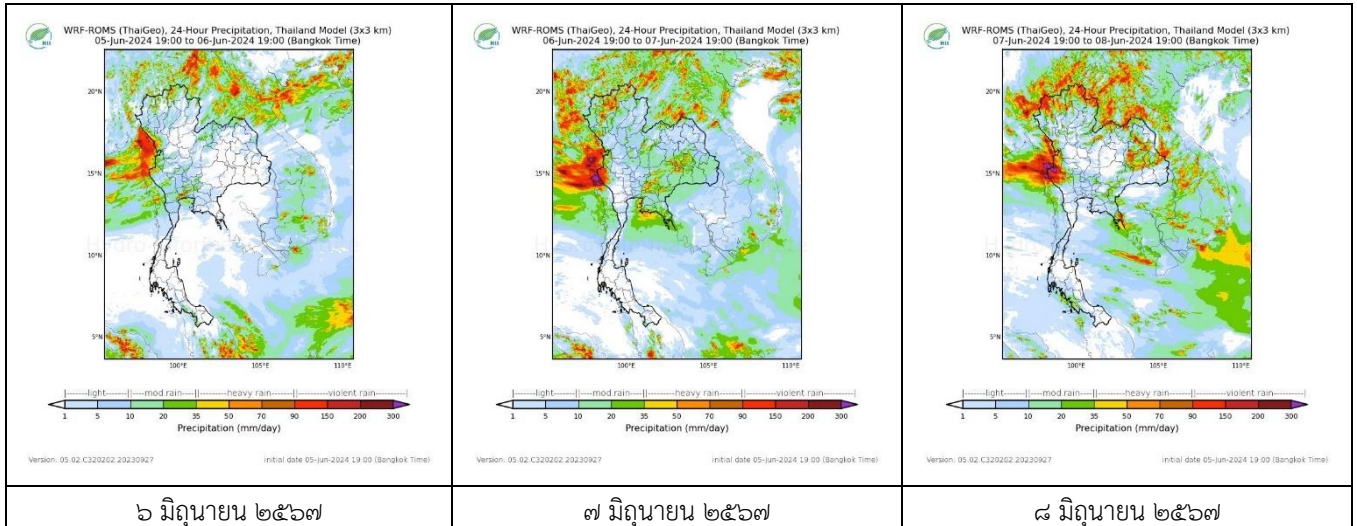 WRF-ROMS (ThaiGeo), 24-Hour Precipitation, Thailand Model (3x3 km)
05-Jun-2024 19:00 to 06-Jun-2024 19:00 (Bangkok Time)
HII
20°N
15°N
10°N
5°N
100°E 105°E 110°E
light mod rain heavy rain violent rain
1 5 10 20 35 50 70 90 150 200 300
Precipitation (mm/day)
Version: 05.02.C320202.20230927 initial date 05-Jun-2024 19:00 (Bangkok Time)
๖ มิถุนายน ๒๕๖๗
WRF-ROMS (ThaiGeo), 24-Hour Precipitation, Thailand Model (3x3 km)
06-Jun-2024 19:00 to 07-Jun-2024 19:00 (Bangkok Time)
HII
20°N
15°N
10°N
5°N
100°E 105°E 110°E
light mod rain heavy rain violent rain
1 5 10 20 35 50 70 90 150 200 300
Precipitation (mm/day)
Version: 05.02.C320202.20230927 initial date 05-Jun-2024 19:00 (Bangkok Time)
๗ มิถุนายน ๒๕๖๗
WRF-ROMS (ThaiGeo), 24-Hour Precipitation, Thailand Model (3x3 km)
07-Jun-2024 19:00 to 08-Jun-2024 19:00 (Bangkok Time)
HII
20°N
15°N
10°N
5°N
100°E 105°E 110°E
light mod rain heavy rain violent rain
1 5 10 20 35 50 70 90 150 200 300
Precipitation (mm/day)
Version: 05.02.C320202.20230927 initial date 05-Jun-2024 19:00 (Bangkok Time)
๘ มิถุนายน ๒๕๖๗